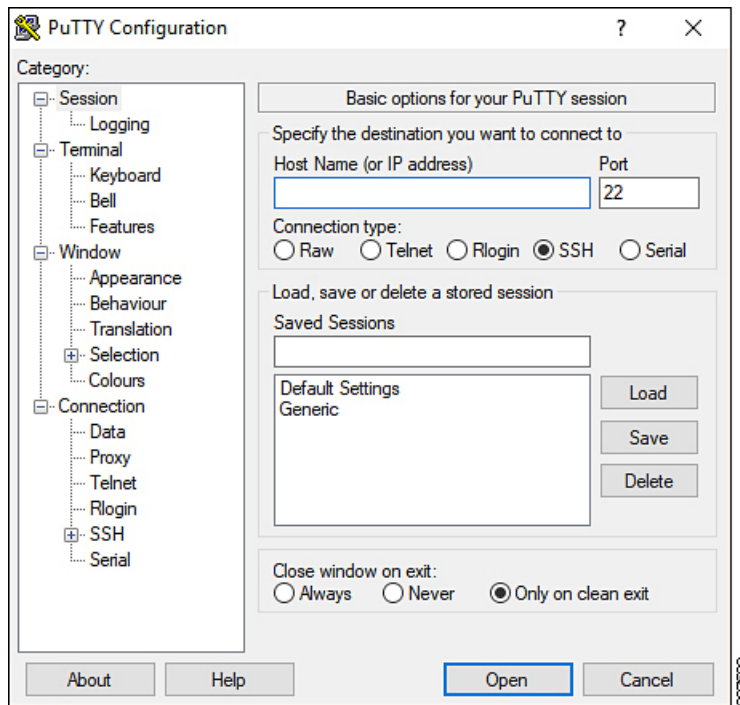 PuTTY Configuration
?
Category:
Session
Logging
Terminal
Keyboard
Bell
Features
Window
Appearance
Behaviour
Translation
Selection
Colours
Connection
Data
Proxy
Telnet
Rlogin
SSH
Serial
Basic options for your PuTTY session
Specify the destination you want to connect to
Host Name (or IP address) Port
22
Connection type:
Raw Telnet Rlogin SSH Serial
Load, save or delete a stored session
Saved Sessions
Default Settings
Generic
Load
Save
Delete
Close window on exit:
Always Never Only on clean exit
About Help Open Cancel